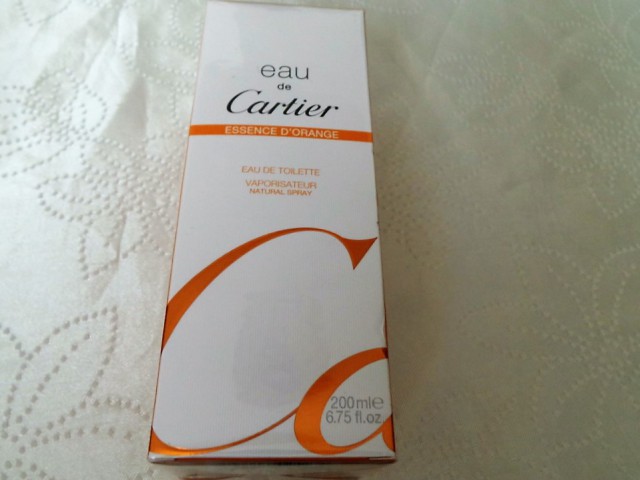 eau
de
Cartier
ESSENCE D'ORANGE
EAU DE TOILETTE
VAPORISATEUR
NATURAL SPRAY
200ml℮
6.75 fl.oz.